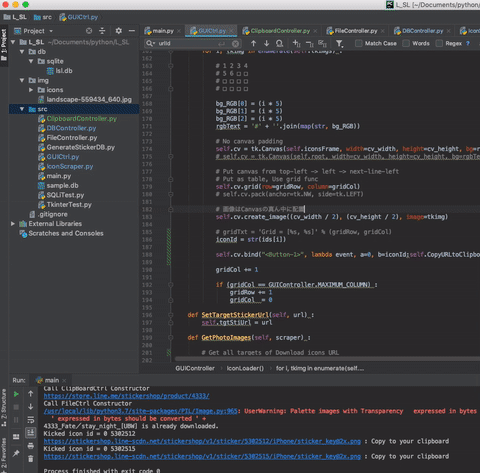 L_SL [~/Documents/python/L_SL]
L_SL
src
GUICtrl.py
Project
main.py
GUICtrl.py
ClipboardController.py
FileController.py
DBController.py
L_SL ~/Documents/python/L_SL
db
sqlite
lsl.db
img
icons
landscape-559434_640.jpg
src
ClipboardController.py
DBController.py
FileController.py
GenerateStickerDB.py
GUICtrl.py
IconScraper.py
main.py
sample.db
SQLiTest.py
TkinterTest.py
.gitignore
External Libraries
Scratches and Consoles
urlid
Match Case
Words
Regex
?
# 1 2 3 4
# 5 6 □ □
# □ □ □ □
# □ □ □ □
bg_RGB[0] = (i * 5)
bg_RGB[1] = (i * 5)
bg_RGB[2] = (i * 5)
rgbText = '#' + ''.join(map(str, bg_RGB))
# No canvas padding
self.cv = tk.Canvas(self.iconsFrame, width=cv_width, height=cv_height, bg
# self.cv = tk.Canvas(self.root, width=cv_width, height=cv_height, bg=rgbT
# Put canvas from top-left -> left -> next-line-left
# Put as table, Use grid func
self.cv.grid(row=gridRow, column=gridCol)
# self.cv.pack(anchor=tk.NW, side=tk.LEFT)
# 画像はCanvasの真ん中に配置
self.cv.create_image((cv_width / 2), (cv_height / 2), image=tkimg)
# gridTxt = 'Grid = [%s, %s]' % (gridRow, gridCol)
iconId = str(ids[i])
self.cv.bind("<Button-1>", lambda event, a=0, b=iconId;self.CopyURLtoClipbo
gridCol += 1
if (gridCol == GUIController.MAXIMUM_COLUMN) :
gridRow += 1
gridCol = 0
def SetTargetStickerUrl(self, url):
self.tgtStiUrl = url
def GetPhotoImages(self, scraper):
# Get all targets of Download icons URL
GUIController
IconLoader()
for i, tkimg in enumerate(self....
Run:
main
Call ClipBoardCtrl Constructor
https://store.line.me/stickershop/product/4333/
Call FileCtrl Constructor
/usr/local/lib/python3.7/site-packages/PIL/Image.py:965: UserWarning: Palette images with Transparency expressed in bytes
' expressed in bytes should be converted ' +
4333_Fate/stay_night_[UBW] is already downloaded.
Kicked icon id = 0 5302512
https://stickershop.line-scdn.net/stickershop/v1/sticker/5302512/iPhone/sticker_key@2x.png : Copy to your clipboard
Kicked icon id = 0 5302515
https://stickershop.line-scdn.net/stickershop/v1/sticker/5302515/iPhone/sticker_key@2x.png : Copy to your clipboard
Process finished with exit code 0
1: Project
7: Structure
2: Favorites